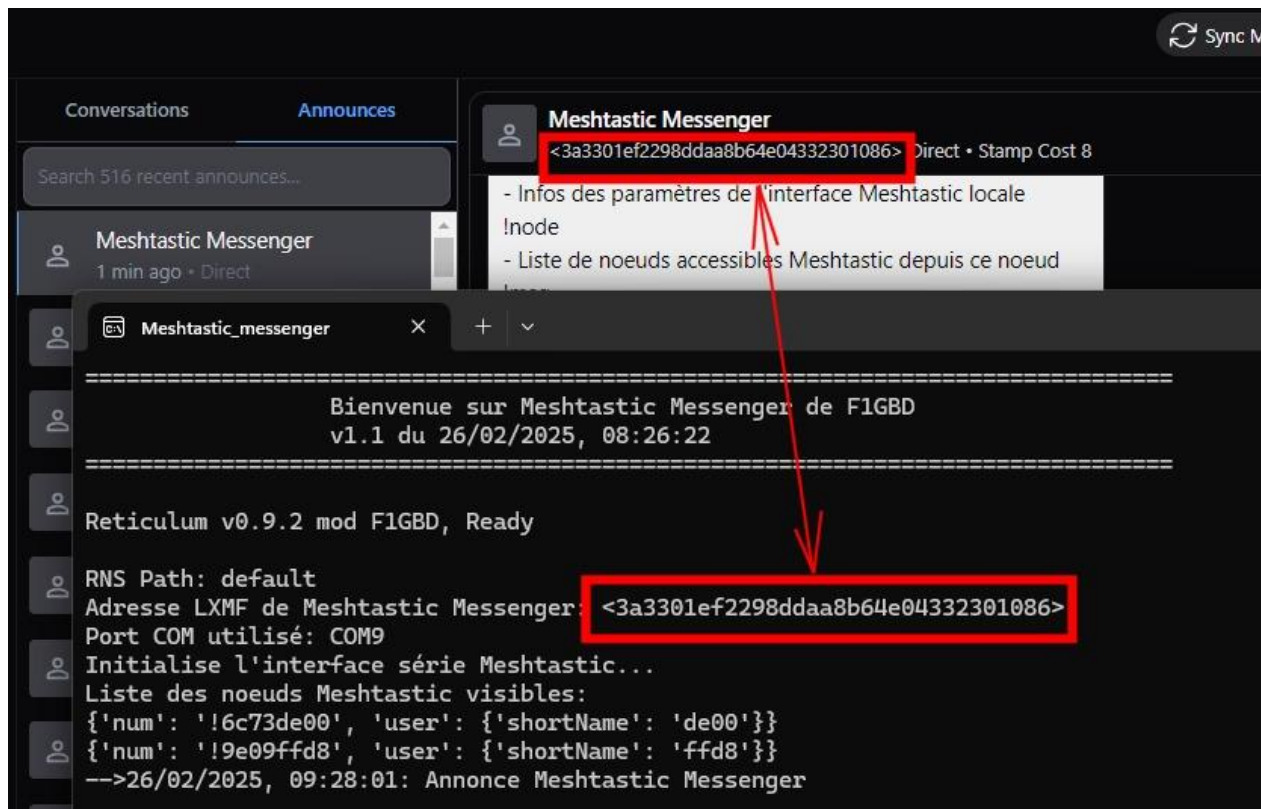 Sync M
Conversations
Announces
Search 516 recent announces...
Meshtastic Messenger
1 min ago • Direct
Meshtastic Messenger
<3a3301ef2298ddaa8b64e04332301086> Direct • Stamp Cost 8
- Infos des paramètres de l'interface Meshtastic locale
!node
- Liste de noeuds accessibles Meshtastic depuis ce noeud
Meshtastic_messenger
================================================================================
Bienvenue sur Meshtastic Messenger de F1GBD
v1.1 du 26/02/2025, 08:26:22
================================================================================
Reticulum v0.9.2 mod F1GBD, Ready
RNS Path: default
Adresse LXMF de Meshtastic Messenger: <3a3301ef2298ddaa8b64e04332301086>
Port COM utilisé: COM9
Initialise l'interface série Meshtastic...
Liste des noeuds Meshtastic visibles:
{'num': '!6c73de00', 'user': {'shortName': 'de00'}}
{'num': '!9e09ffd8', 'user': {'shortName': 'ffd8'}}
-->26/02/2025, 09:28:01: Annonce Meshtastic Messenger